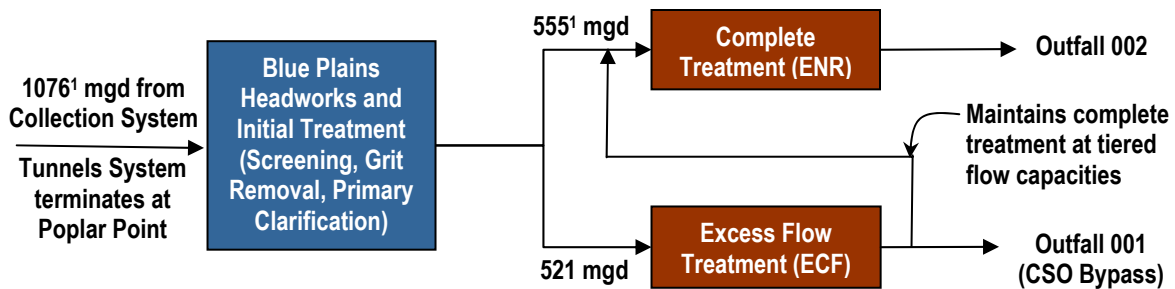 1076¹ mgd from
Collection System
Tunnels System
terminates at
Poplar Point
Blue Plains
Headworks and
Initial Treatment
(Screening, Grit
Removal, Primary
Clarification)
555¹ mgd
Complete
Treatment (ENR)
Outfall 002
Maintains complete
treatment at tiered
flow capacities
521 mgd
Excess Flow
Treatment (ECF)
Outfall 001
(CSO Bypass)